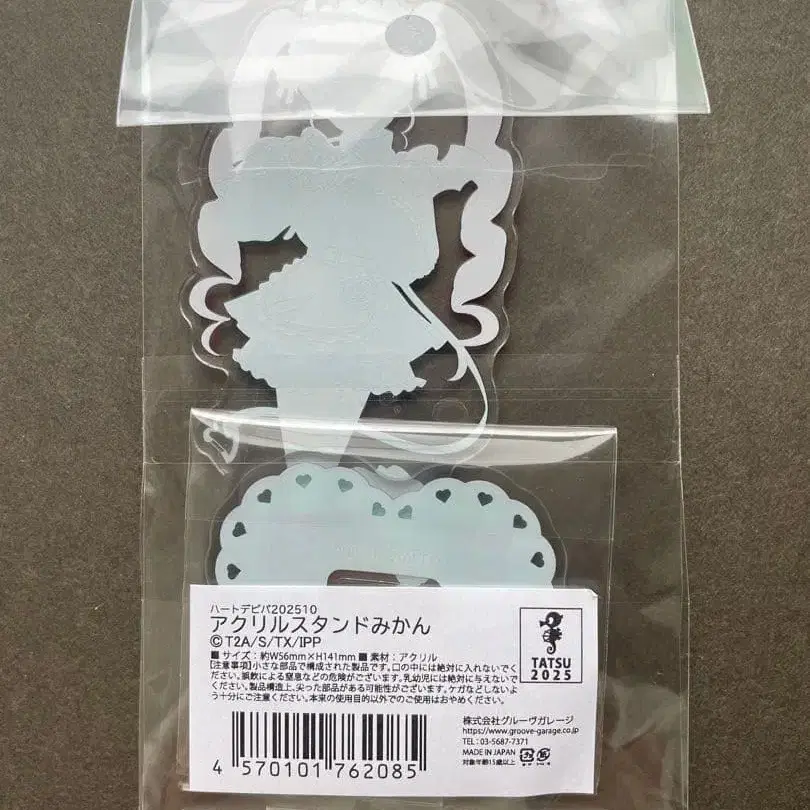 ハートデビパ202510
アクリルスタンドみかん
©T2A/S/TX/IPP
■サイズ:約W56mm×H141mm ■素材:アクリル
[注意事項]小さな部品で構成された製品です。口の中には絶対に入れないでく
ださい。誤飲による窒息などの危険がございます。乳幼児には絶対に与えないで
ください。製品構造上、尖った部品がある可能性がございます。ケガなどしないよ
う十分にご注意ください。本来の使用目的以外でのご使用はおやめください。
TATSU
2025
4 570101 762085
株式会社グルーヴガレージ
https://www.groove-garage.co.jp
TEL:03-5687-7371
MADE IN JAPAN
対象年齢15歳以上